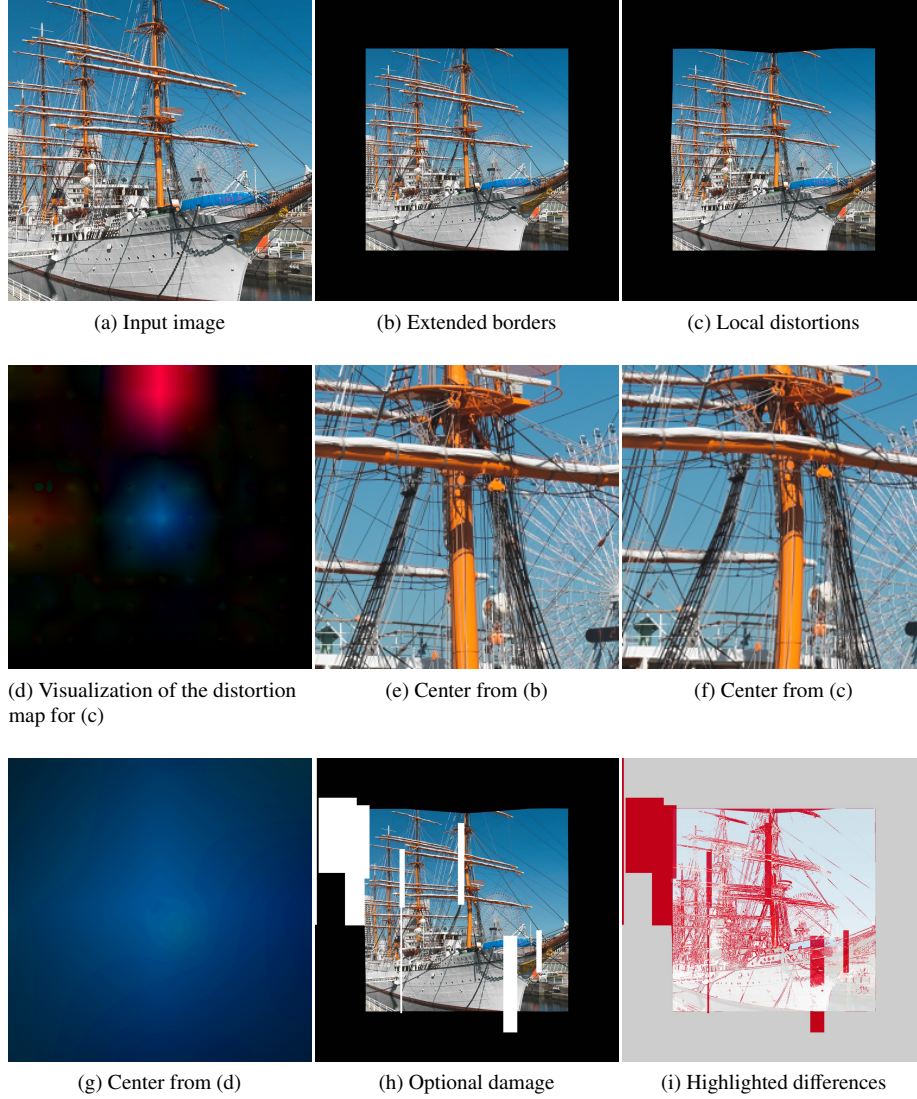 (a) Input image
(b) Extended borders
(c) Local distortions
(d) Visualization of the distortion
map for (c)
(e) Center from (b)
(f) Center from (c)
(g) Center from (d)
(h) Optional damage
(i) Highlighted differences